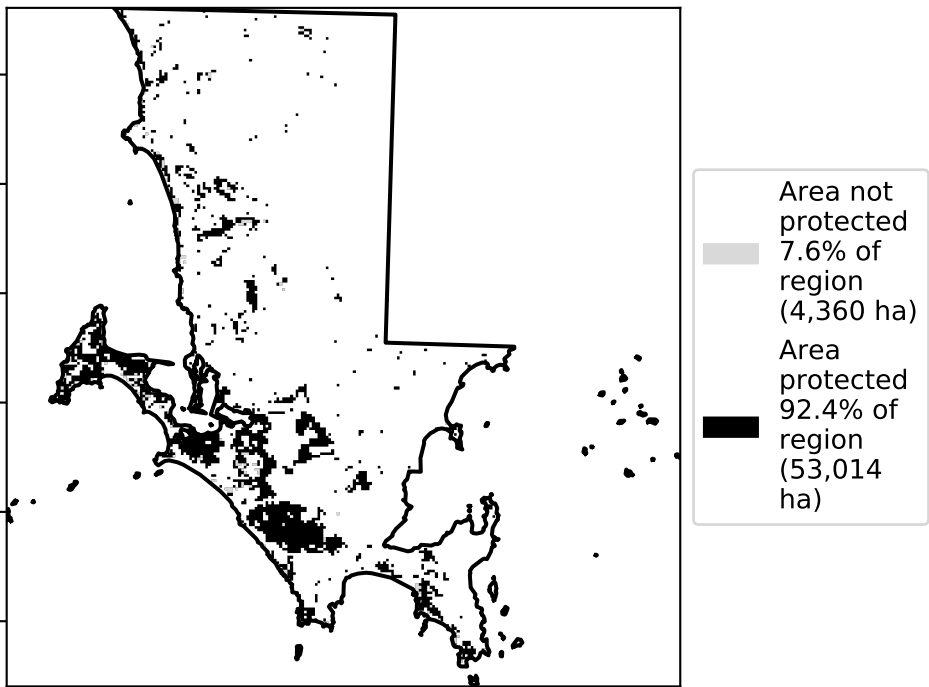 Area not
protected
7.6% of
region
(4,360 ha)
Area
protected
92.4% of
region
(53,014
ha)